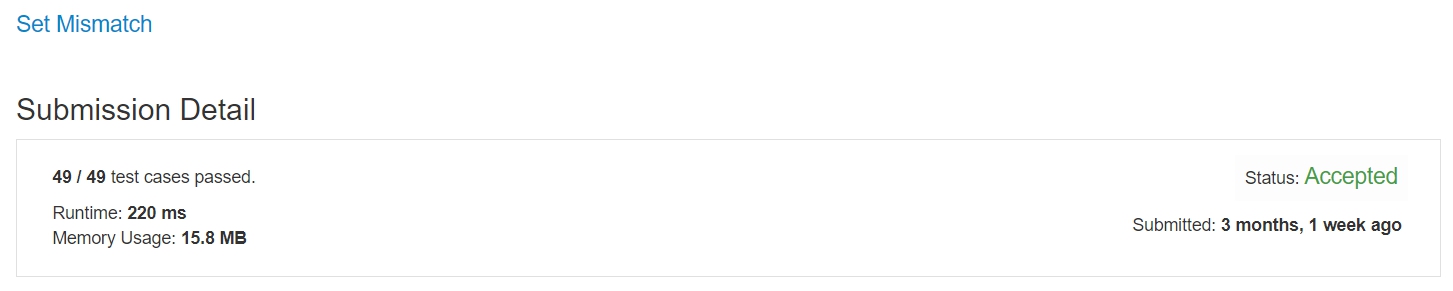 Set Mismatch
Submission Detail
49 / 49 test cases passed.
Status: Accepted
Runtime: 220 ms
Submitted: 3 months, 1 week ago
Memory Usage: 15.8 MB